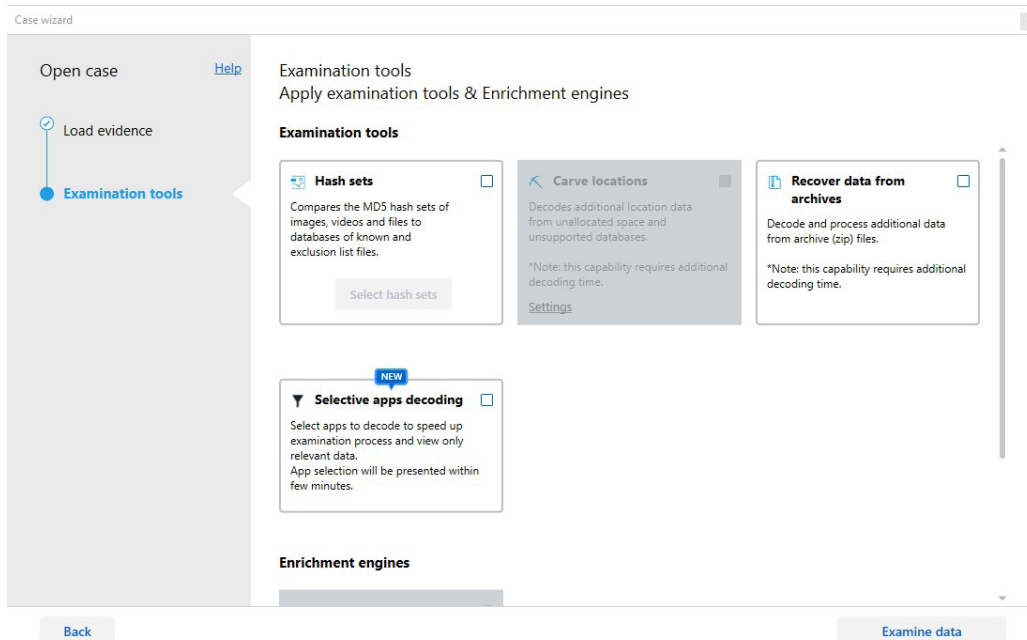 Case wizard
Open case
Help
Load evidence
Examination tools
Examination tools
Apply examination tools & Enrichment engines
Examination tools
Hash sets
Compares the MD5 hash sets of
images, videos and files to
databases of known and
exclusion list files.
Select hash sets
Carve locations
Decodes additional location data
from unallocated space and
unsupported databases.
*Note: this capability requires additional
decoding time.
Settings
Recover data from
archives
Decode and process additional data
from archive (zip) files.
*Note: this capability requires additional
decoding time.
NEW
Selective apps decoding
Select apps to decode to speed up
examination process and view only
relevant data.
App selection will be presented within
few minutes.
Enrichment engines
Back
Examine data